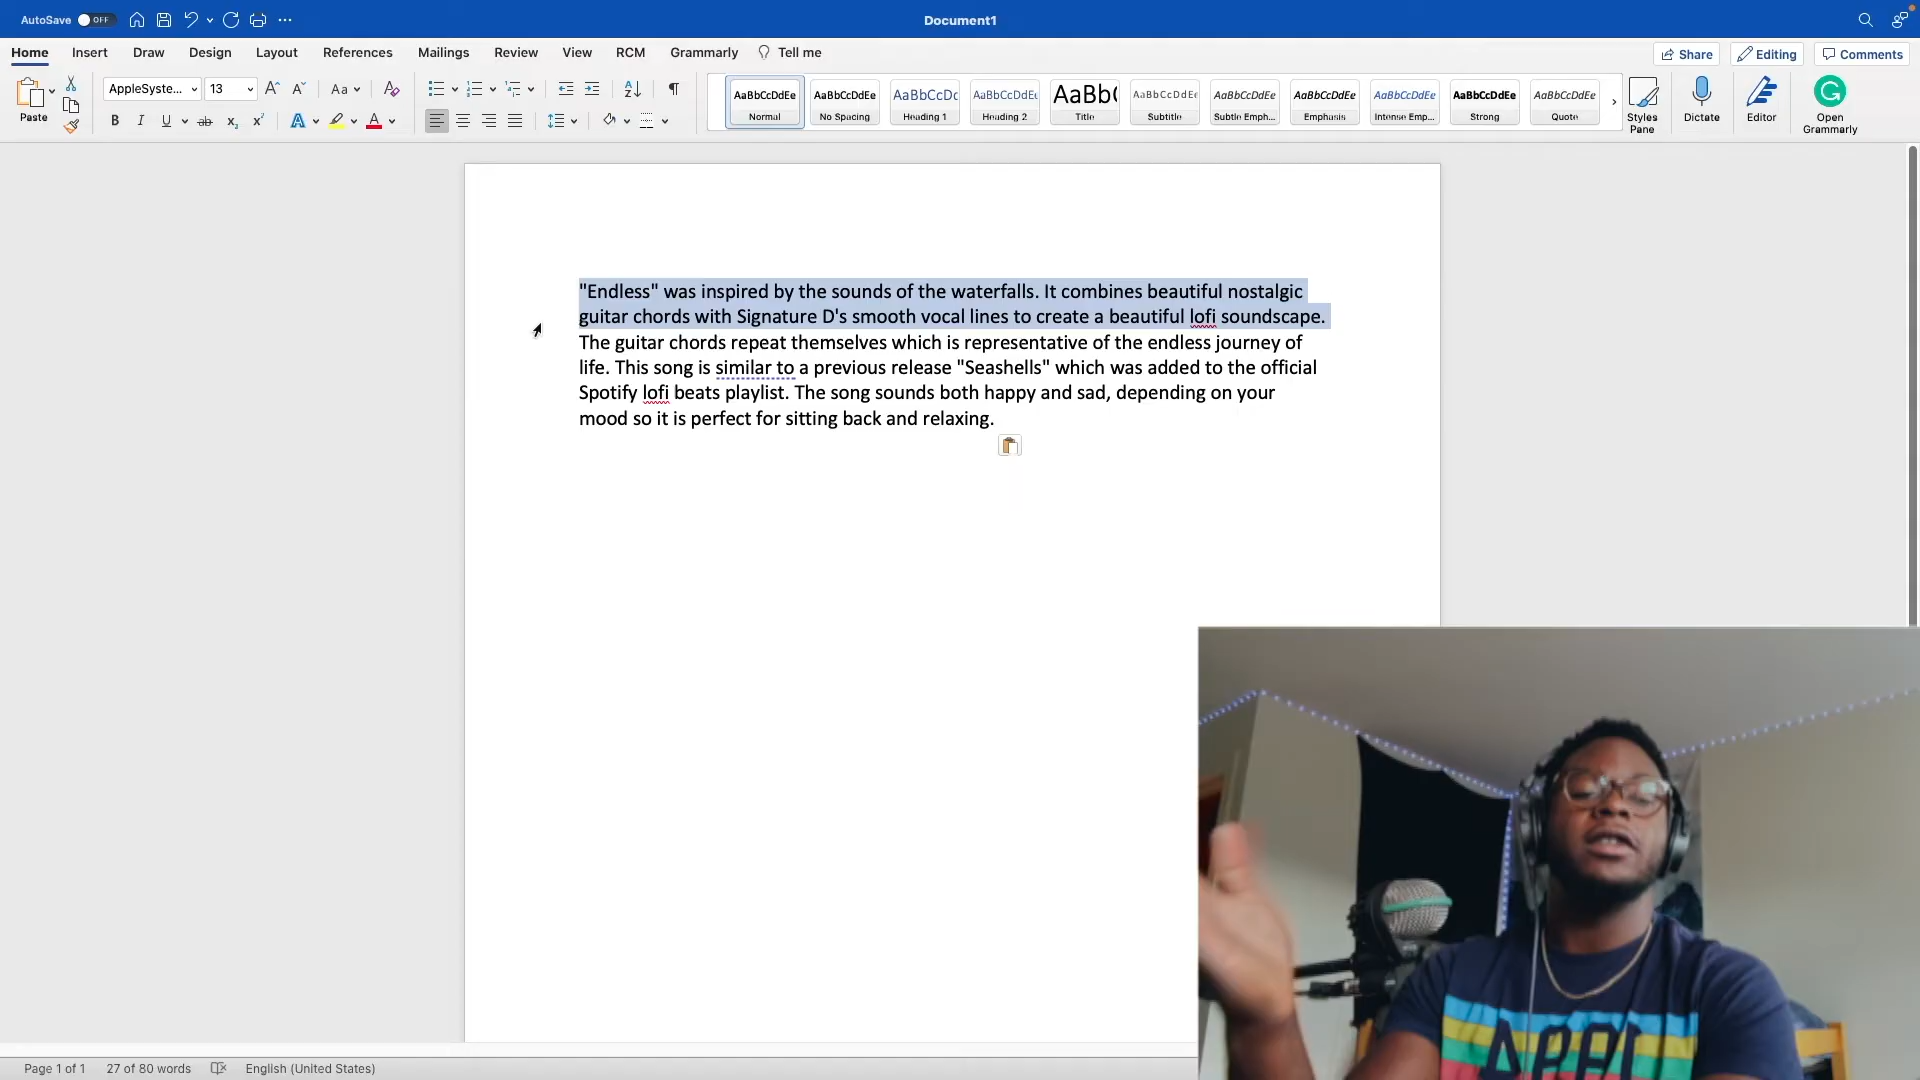 AutoSave OFF
Document1
Home Insert Draw Design Layout References Mailings Review View RCM Grammarly Tell me
Share Editing Comments
Paste
AppleSyste... 13
Aa
B I U ab x₂ x² A A
AaBbCcDdEe AaBbCcDdEe AaBbCcDc AaBbCcDdEe AaBb( AaBbCcDdEe AaBbCcDdEe AaBbCcDdEe AaBbCcDdEe AaBbCcDdEe AaBbCcDdEe
Normal No Spacing Heading 1 Heading 2 Title Subtitle Subtle Emph... Emphasis Intense Emp... Strong Quote
Styles Pane
Dictate
Editor
Open Grammarly
"Endless" was inspired by the sounds of the waterfalls. It combines beautiful nostalgic
guitar chords with Signature D's smooth vocal lines to create a beautiful lofi soundscape.
The guitar chords repeat themselves which is representative of the endless journey of
life. This song is similar to a previous release "Seashells" which was added to the official
Spotify lofi beats playlist. The song sounds both happy and sad, depending on your
mood so it is perfect for sitting back and relaxing.
Page 1 of 1 27 of 80 words English (United States)